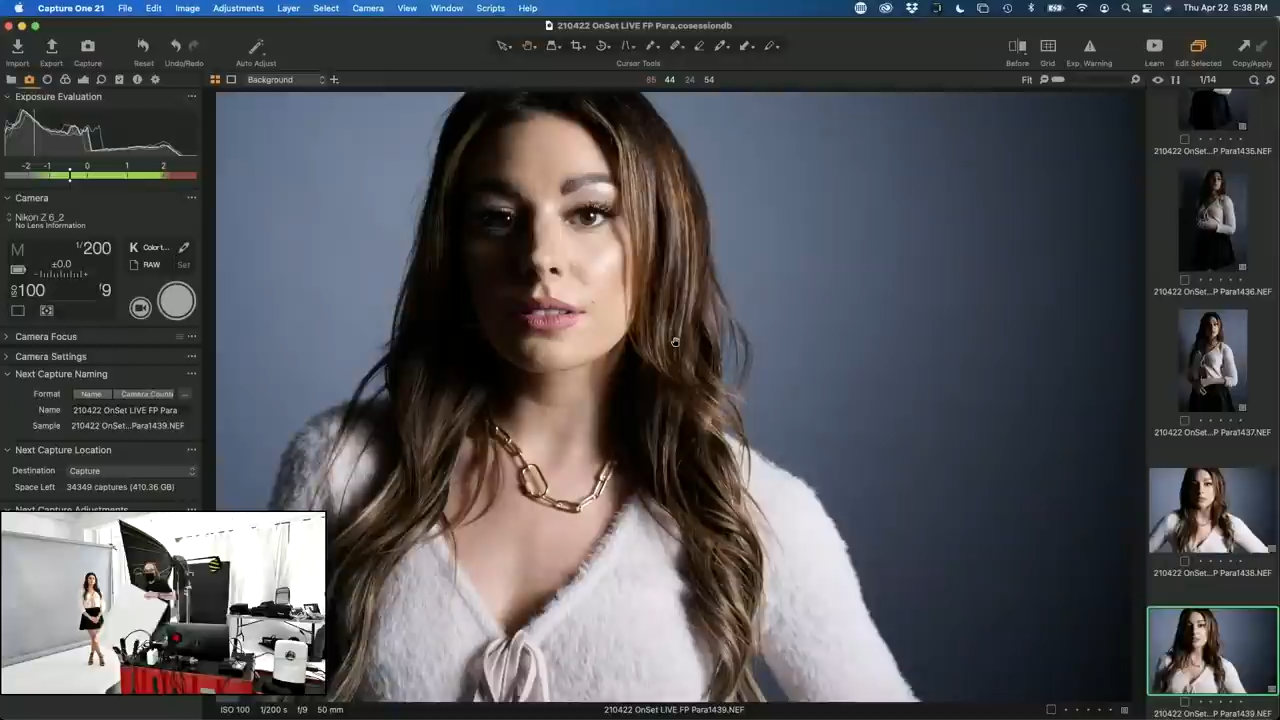 Capture One 21 File Edit Image Adjustments Layer Select Camera View Window Scripts Help Thu Apr 22 5:38 PM
210422 OnSet LIVE FP Para.cosessiondb
Import Export Capture Reset Undo/Redo Auto Adjust Cursor Tools Before Grid Exp. Warning Learn Edit Selected Copy/Apply
Background 85 44 24 54 Fit 1/14
Exposure Evaluation
-2 -1 0 1 2
Camera
Nikon Z 6_2
No Lens Information
M 1/200 K Color t...
±0.0 RAW Set
ISO 100 f/9
Camera Focus
Camera Settings
Next Capture Naming
Format Name Camera Counter
Name 210422 OnSet LIVE FP Para
Sample 210422 OnSet...Para1439.NEF
Next Capture Location
Destination Capture
Space Left 34349 captures (410.36 GB)
Next Capture Adjustments
210422 OnSet...P Para1435.NEF
210422 OnSet...P Para1436.NEF
210422 OnSet...P Para1437.NEF
210422 OnSet...P Para1438.NEF
210422 OnSet...P Para1439.NEF
ISO 100 1/200 s f/9 50 mm 210422 OnSet LIVE FP Para1439.NEF